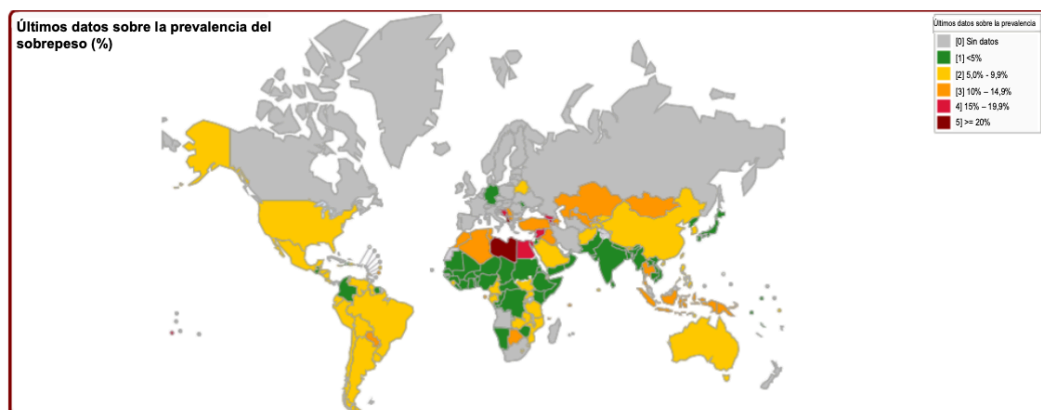 Últimos datos sobre la prevalencia del
sobrepeso (%)
Últimos datos sobre la prevalencia
[0] Sin datos
[1] <5%
[2] 5,0% - 9,9%
[3] 10% – 14,9%
4] 15% – 19,9%
5] >= 20%